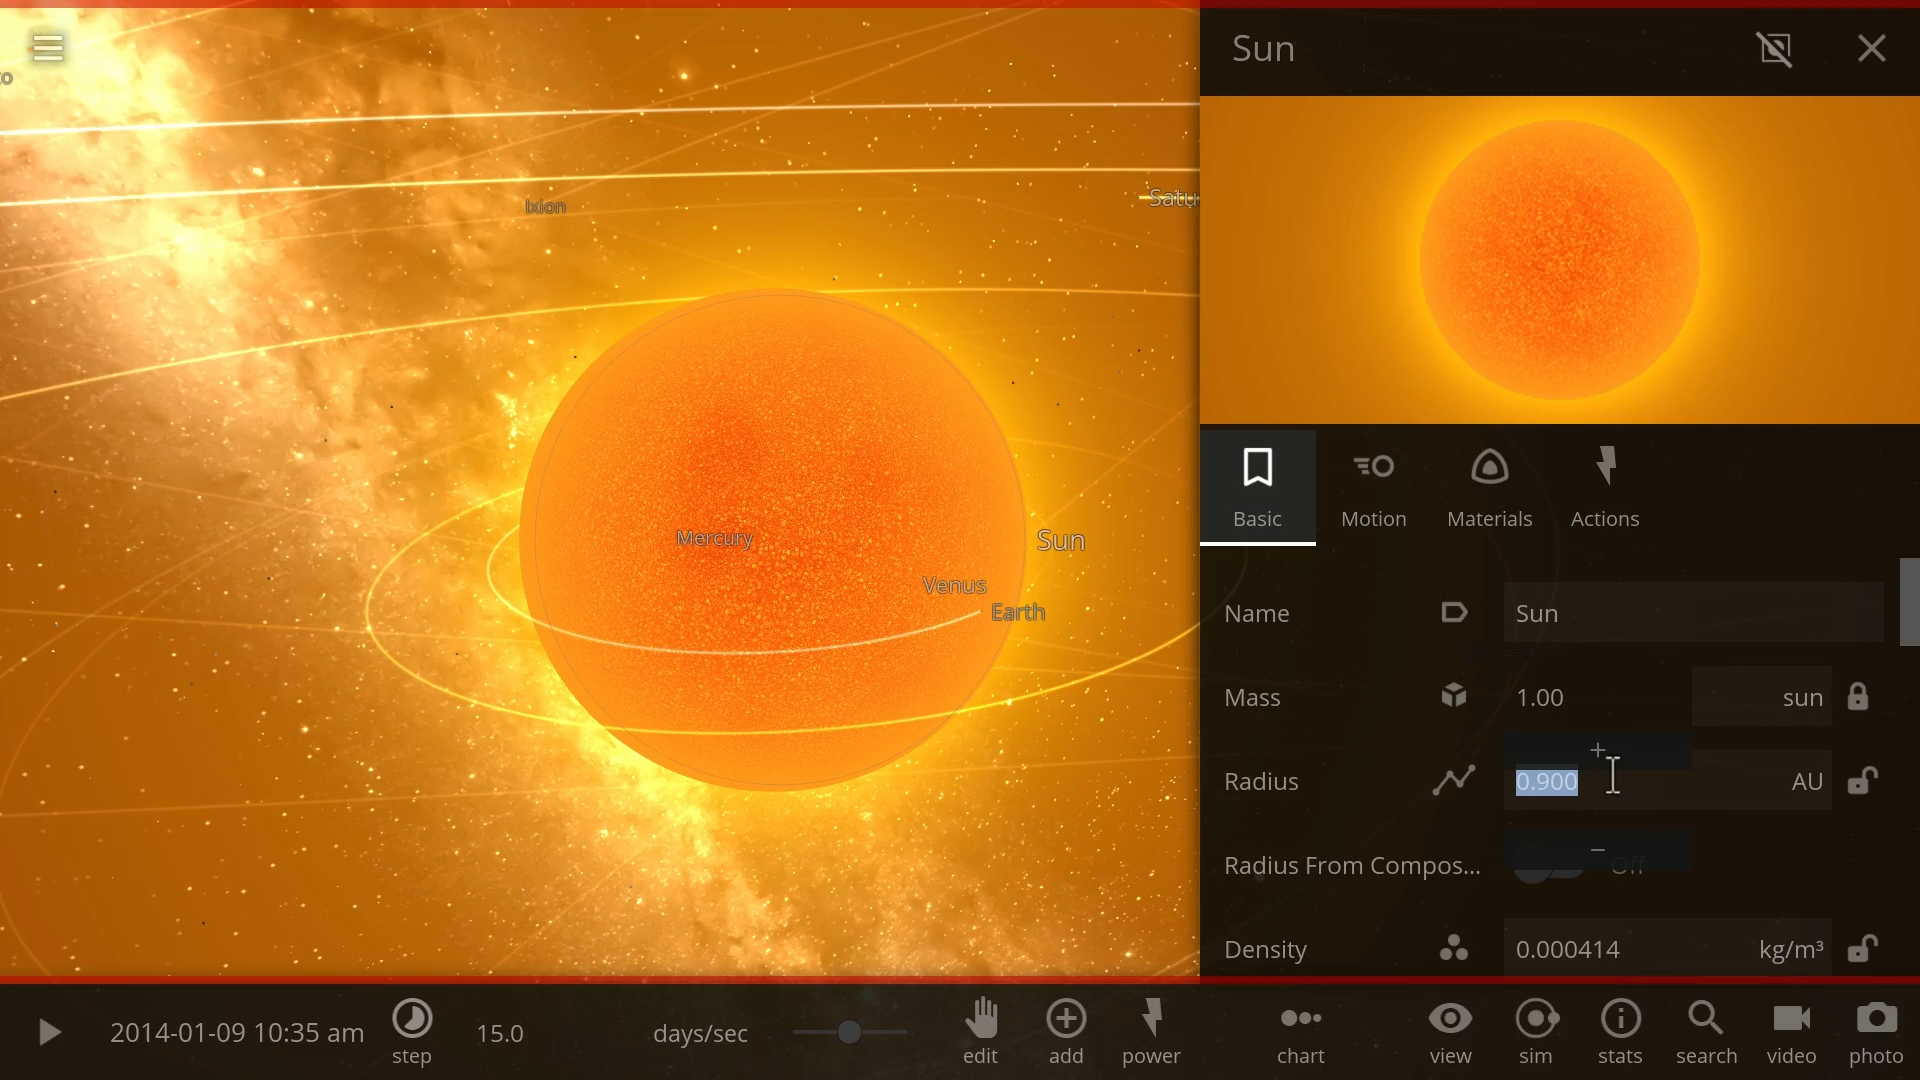 Sun
to
Ixion
Satu
Mercury
Sun
Venus
Earth
Basic
Motion
Materials
Actions
Name
Sun
Mass
1.00
sun
+
Radius
0.900
AU
Radius From Compos...
−
Off
Density
0.000414
kg/m³
2014-01-09 10:35 am
step
15.0
days/sec
edit
add
power
chart
view
sim
stats
search
video
photo